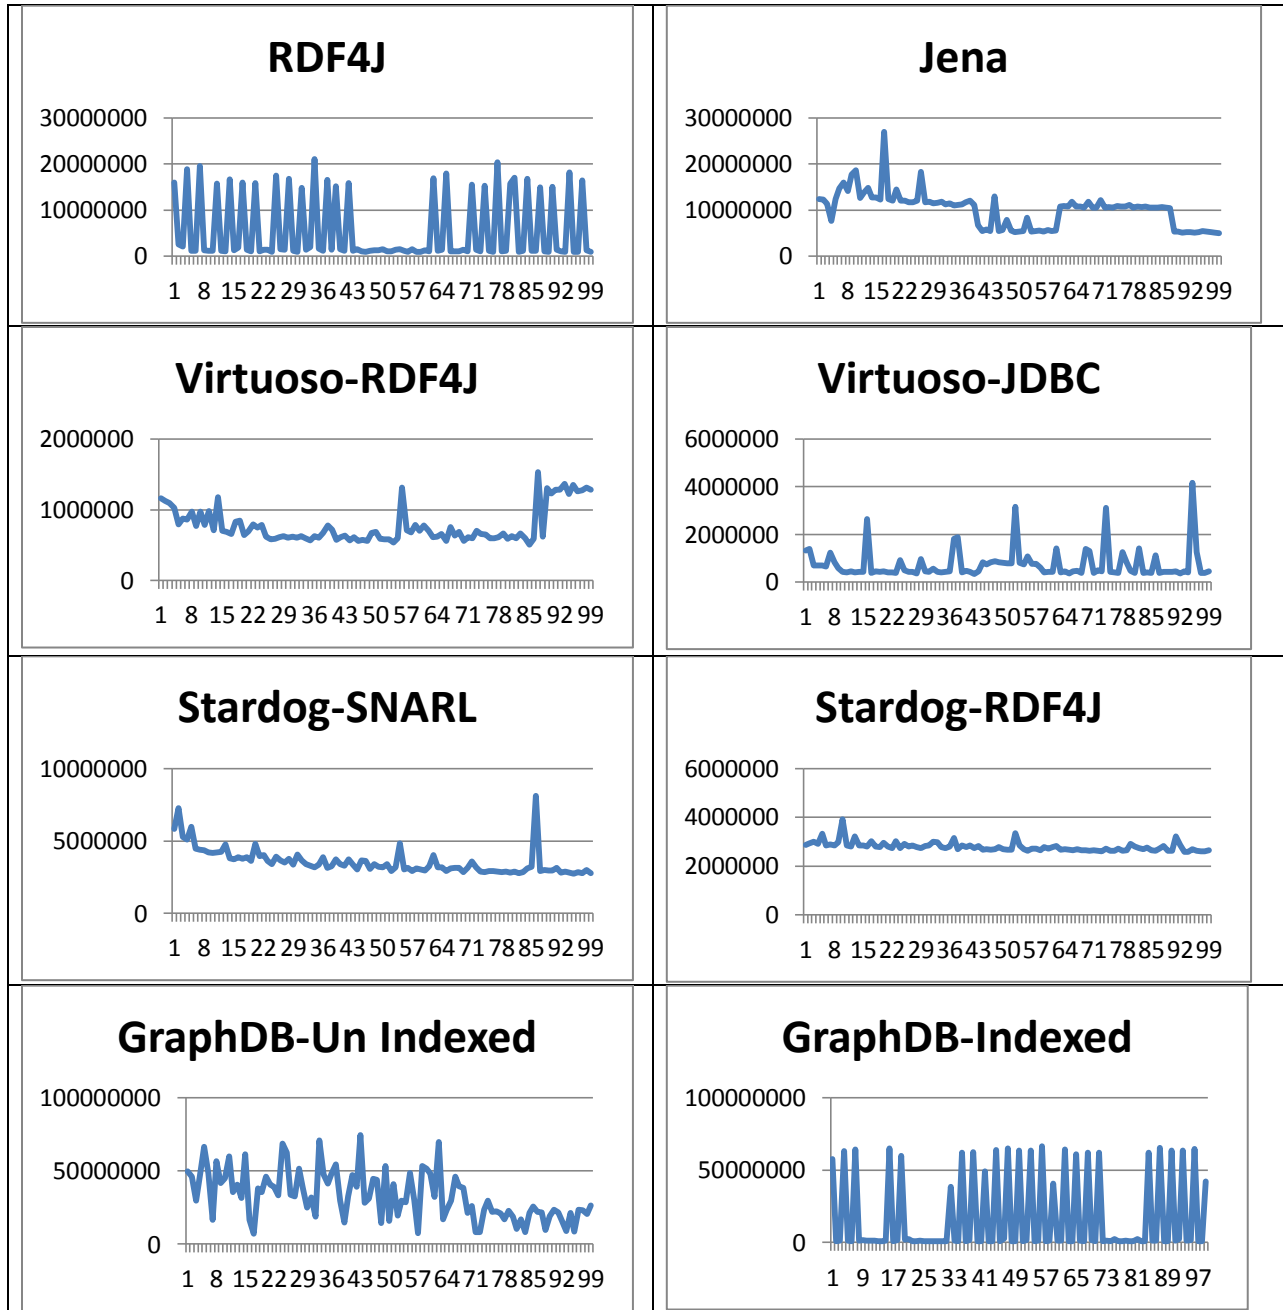 RDF4J
30000000
20000000
10000000
0
1 8 15 22 29 36 43 50 57 64 71 78 85 92 99
Jena
30000000
20000000
10000000
0
1 8 15 22 29 36 43 50 57 64 71 78 85 92 99
Virtuoso-RDF4J
2000000
1000000
0
1 8 15 22 29 36 43 50 57 64 71 78 85 92 99
Virtuoso-JDBC
6000000
4000000
2000000
0
1 8 15 22 29 36 43 50 57 64 71 78 85 92 99
Stardog-SNARL
10000000
5000000
0
1 8 15 22 29 36 43 50 57 64 71 78 85 92 99
Stardog-RDF4J
6000000
4000000
2000000
0
1 8 15 22 29 36 43 50 57 64 71 78 85 92 99
GraphDB-Un Indexed
100000000
50000000
0
1 8 15 22 29 36 43 50 57 64 71 78 85 92 99
GraphDB-Indexed
100000000
50000000
0
1 9 17 25 33 41 49 57 65 73 81 89 97